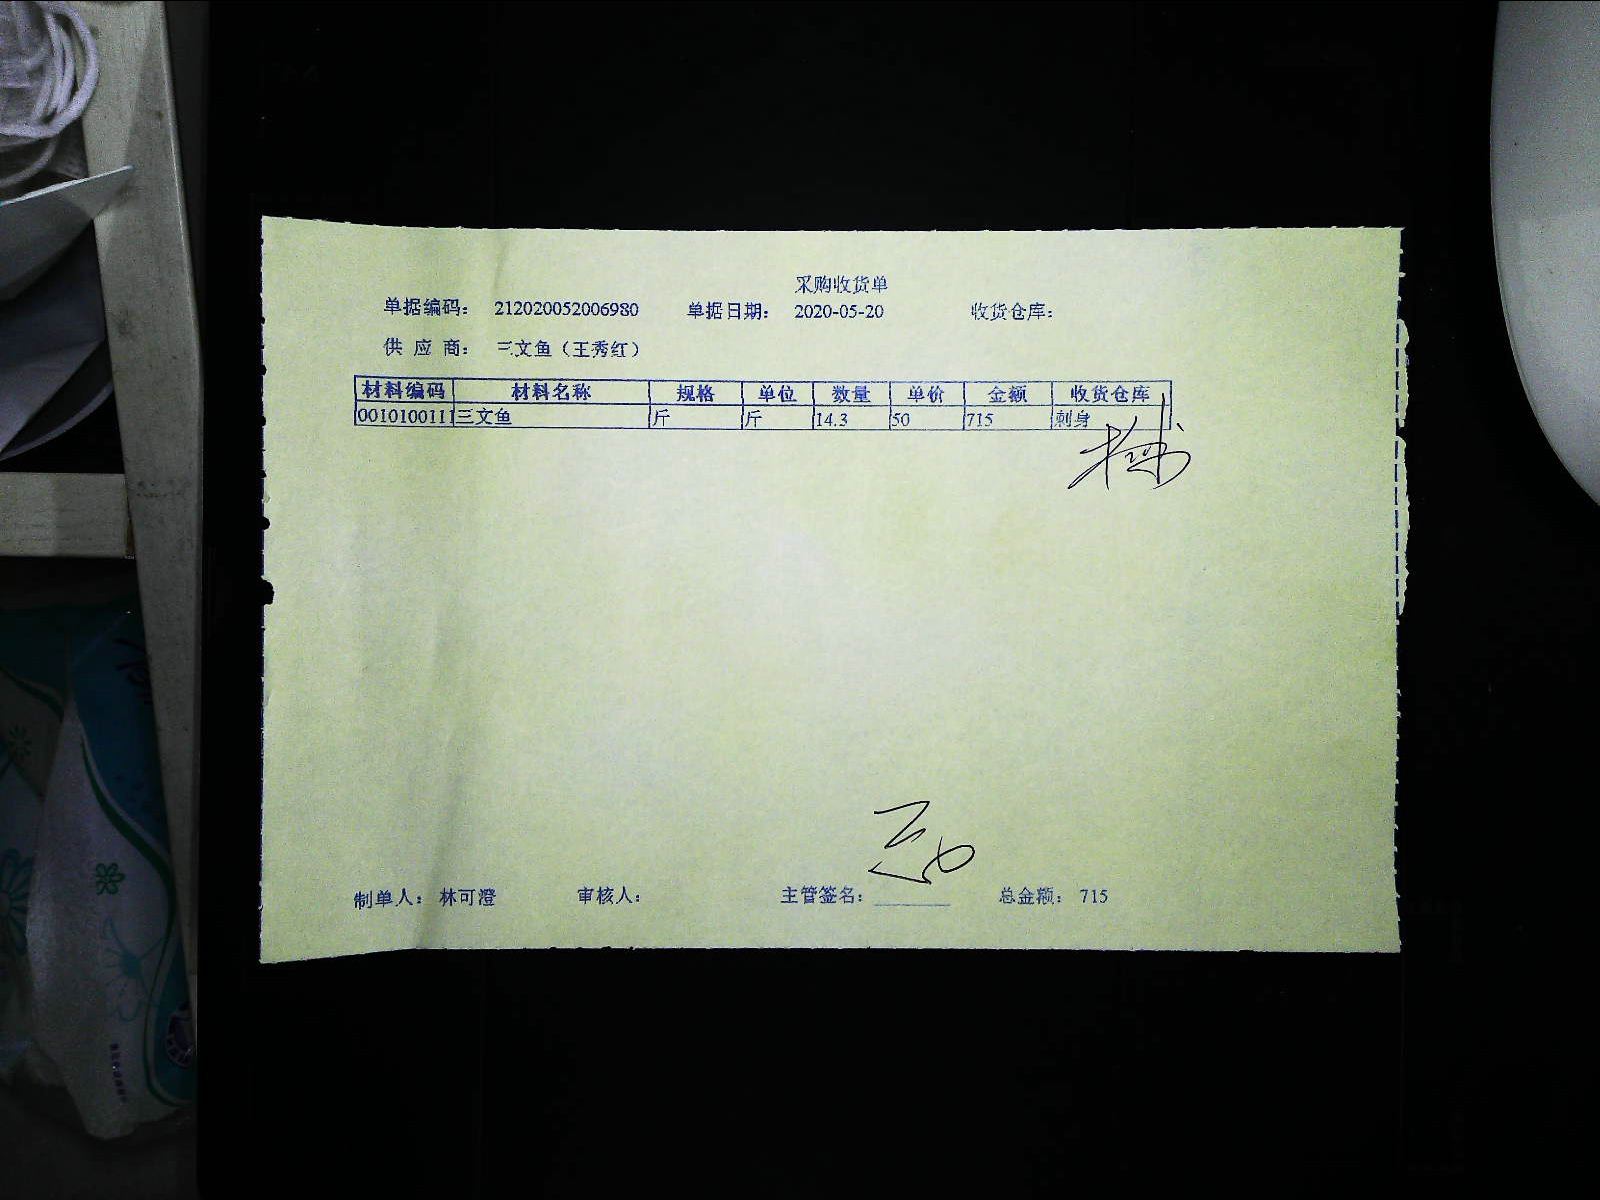 采购收货单
单据编码： 212020052006980 单据日期： 2020-05-20 收货仓库：
供 应 商： 三文鱼（王秀红）
材料编码 材料名称 规格 单位 数量 单价 金额 收货仓库
0010100111 三文鱼 斤 斤 14.3 50 715 刺身
制单人： 林可澄 审核人： 主管签名： 总金额： 715